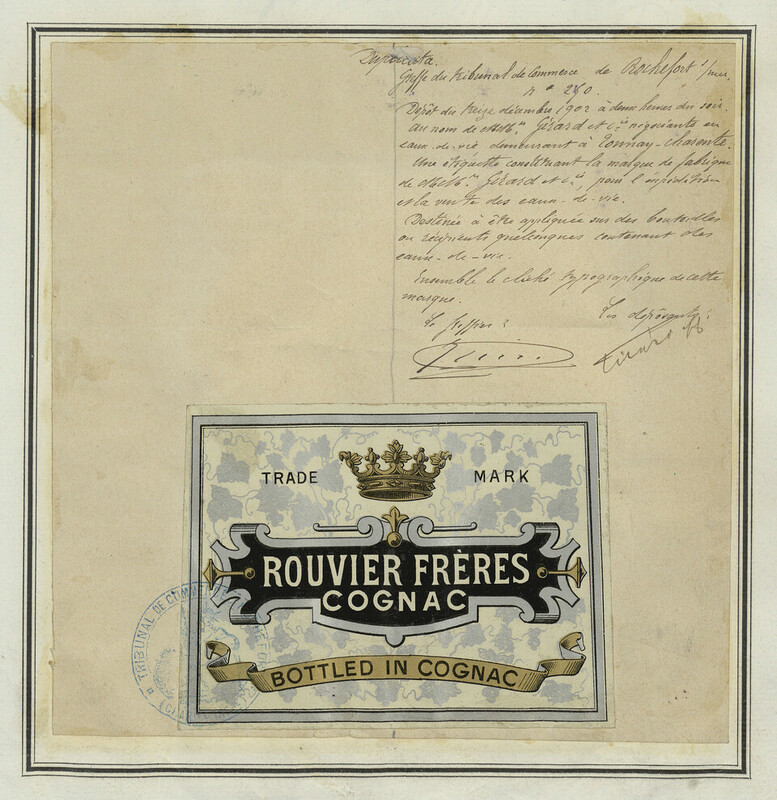 Duplicata.
Greffe du tribunal de Commerce de Rochefort s/mer.
N° 280.
Dépôt du treize décembre 1902 à deux heures du soir.
au nom de MM. Girard et Cie négociants en
eaux-de-vie demeurant à Tonnay-Charente.
Une étiquette constituant la marque de fabrique
de MM. Girard et Cie, pour l'expédition
et la vente des eaux-de-vie.
Destinée à être appliquée sur des bouteilles
ou récipients quelconques contenant des
eaux-de-vie.
Ensemble le cliché typographique de cette
marque.
Le greffier: Les déposants:
TRADE MARK
ROUVIER FRÈRES
COGNAC
BOTTLED IN COGNAC
TRIBUNAL DE COMMERCE